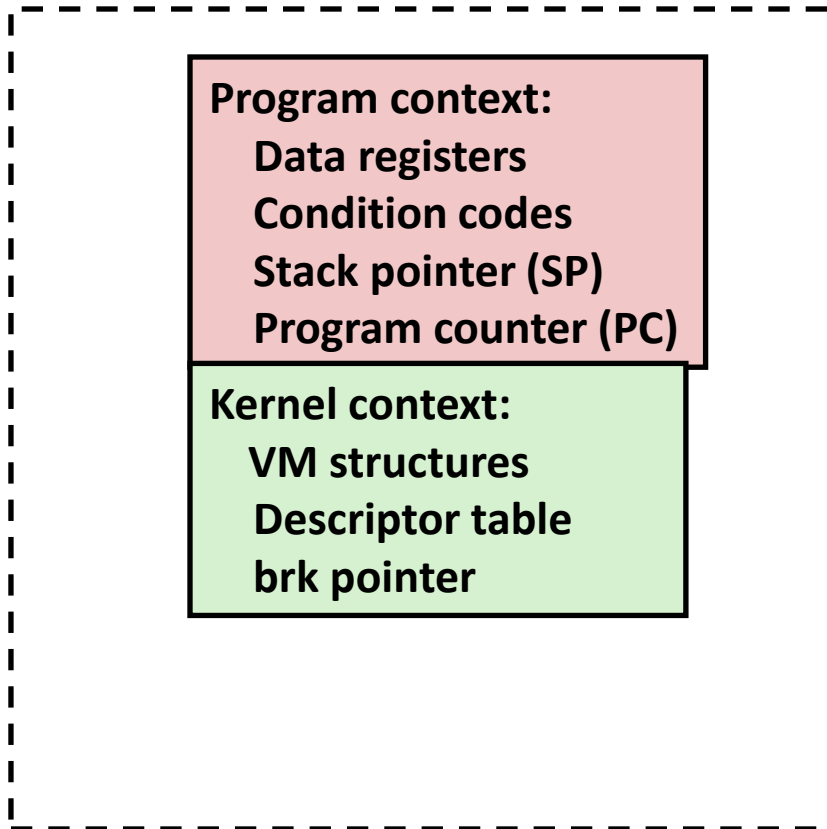 Program context:
Data registers
Condition codes
Stack pointer (SP)
Program counter (PC)
Kernel context:
VM structures
Descriptor table
brk pointer